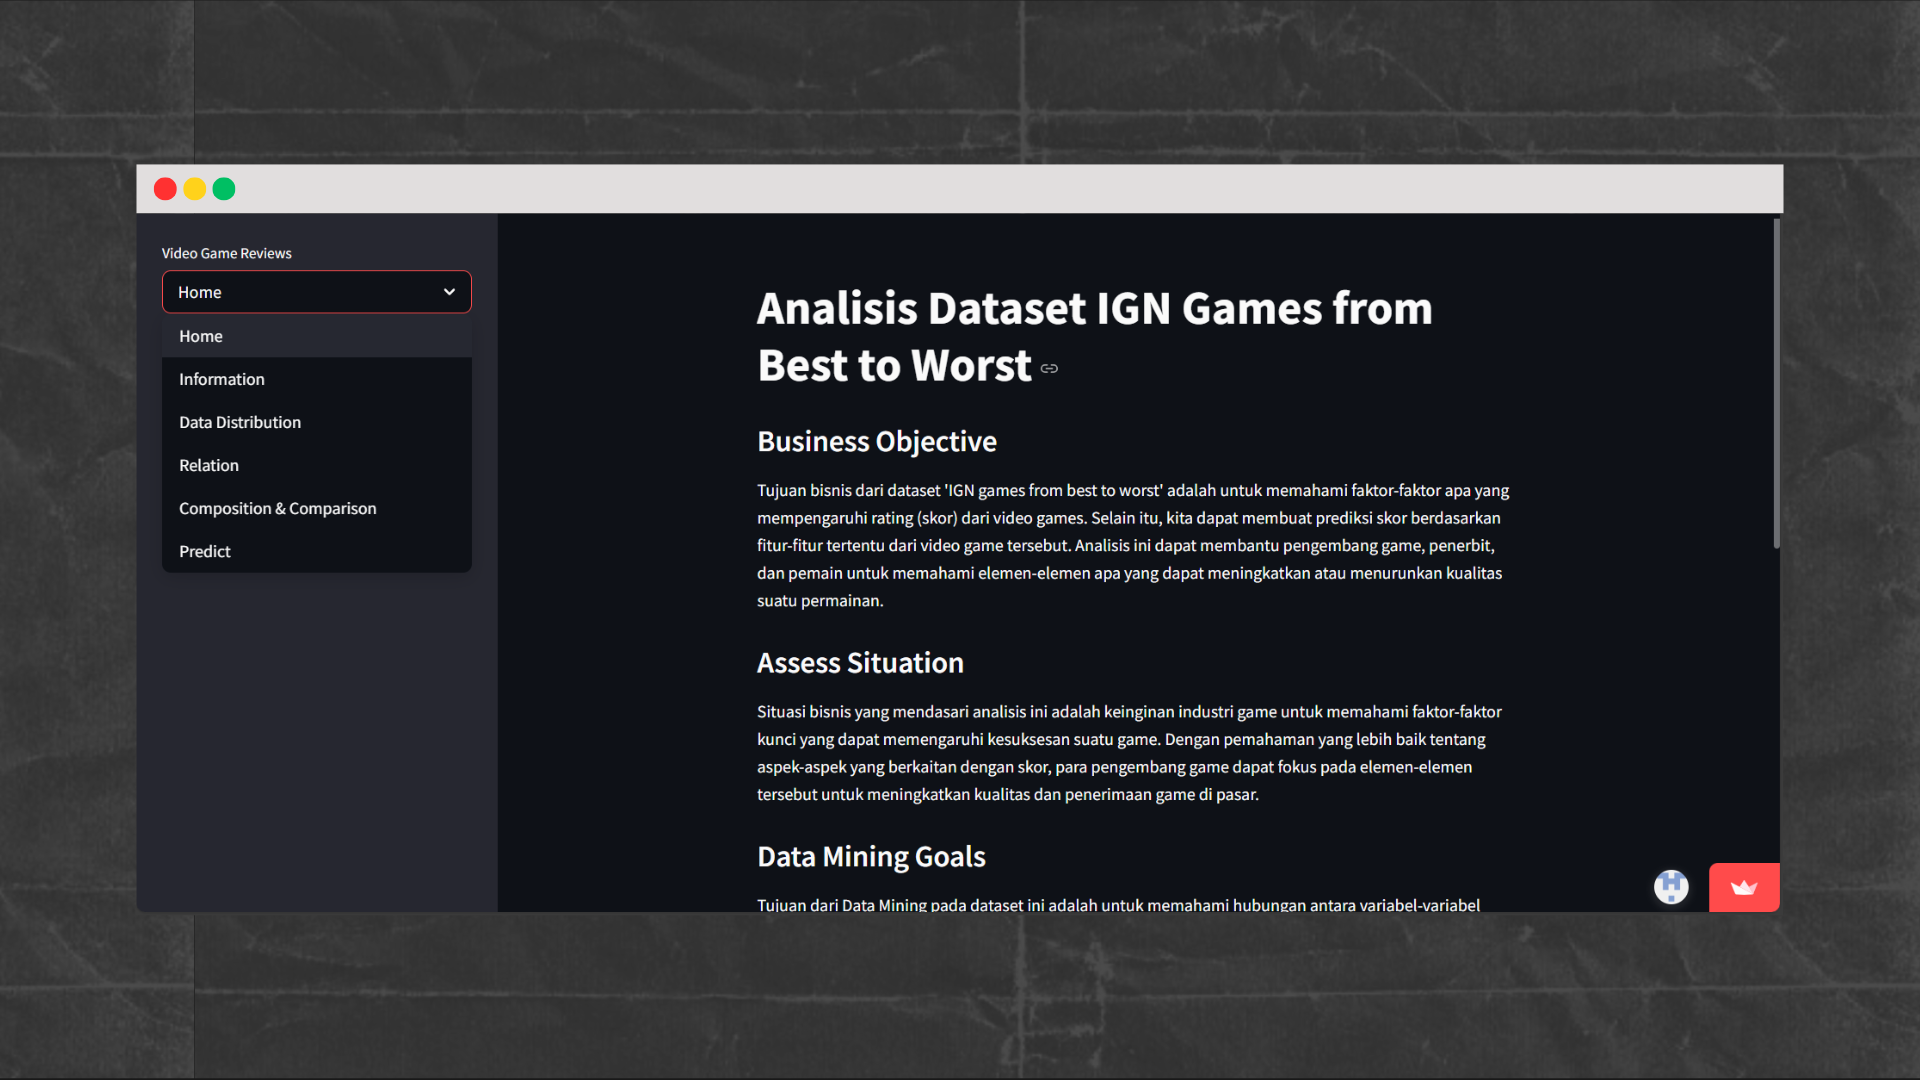 Video Game Reviews
Home
Home
Information
Data Distribution
Relation
Composition & Comparison
Predict
Analisis Dataset IGN Games from
Best to Worst
Business Objective
Tujuan bisnis dari dataset 'IGN games from best to worst' adalah untuk memahami faktor-faktor apa yang
mempengaruhi rating (skor) dari video games. Selain itu, kita dapat membuat prediksi skor berdasarkan
fitur-fitur tertentu dari video game tersebut. Analisis ini dapat membantu pengembang game, penerbit,
dan pemain untuk memahami elemen-elemen apa yang dapat meningkatkan atau menurunkan kualitas
suatu permainan.
Assess Situation
Situasi bisnis yang mendasari analisis ini adalah keinginan industri game untuk memahami faktor-faktor
kunci yang dapat memengaruhi kesuksesan suatu game. Dengan pemahaman yang lebih baik tentang
aspek-aspek yang berkaitan dengan skor, para pengembang game dapat fokus pada elemen-elemen
tersebut untuk meningkatkan kualitas dan penerimaan game di pasar.
Data Mining Goals
Tujuan dari Data Mining pada dataset ini adalah untuk memahami hubungan antara variabel-variabel